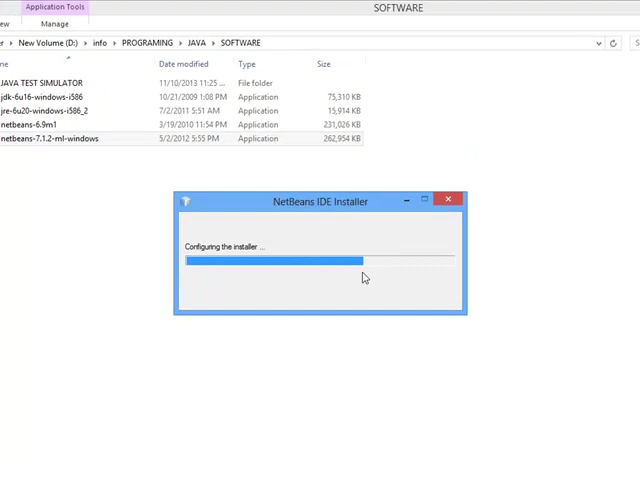 Application Tools
SOFTWARE
ew
Manage
er
New Volume (D:)
info
PROGRAMING
JAVA
SOFTWARE
S
me
Date modified
Type
Size
JAVA TEST SIMULATOR 11/10/2013 11:25 ... File folder
jdk-6u16-windows-i586 10/21/2009 1:08 PM Application 75,310 KB
jre-6u20-windows-i586_2 7/2/2011 5:51 AM Application 15,914 KB
netbeans-6.9m1 3/19/2010 11:54 PM Application 231,026 KB
netbeans-7.1.2-ml-windows 5/2/2012 5:55 PM Application 262,954 KB
NetBeans IDE Installer
Configuring the installer ...